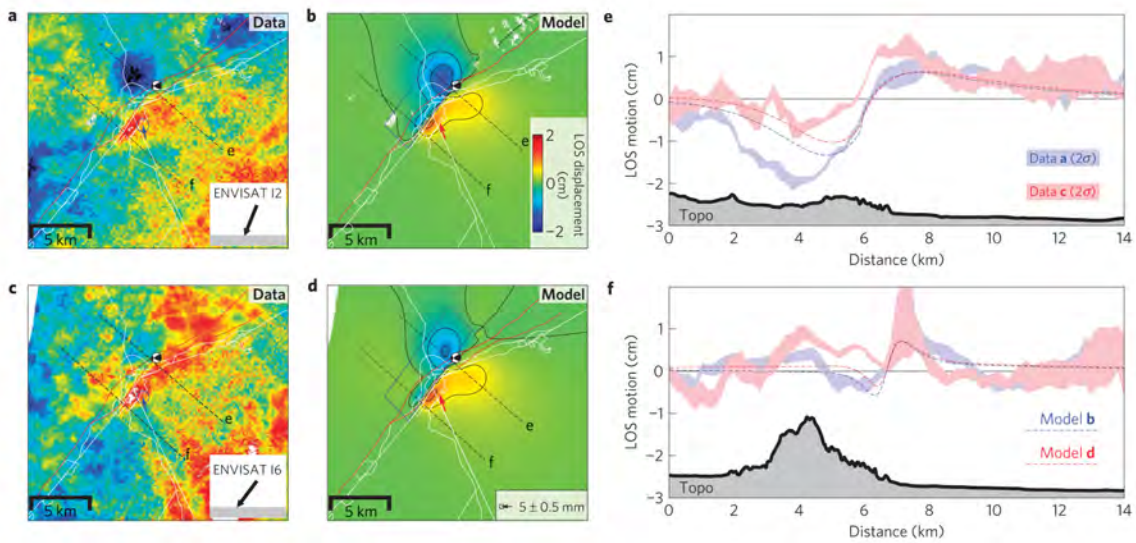 a
Data
e
f
ENVISAT I2
5 km
b
Model
e
f
2
0
−2
LOS displacement
(cm)
5 km
c
Data
e
f
ENVISAT I6
5 km
d
Model
e
f
5 ± 0.5 mm
5 km
e
LOS motion (cm)
1
0
−1
−2
−3
Data a (2σ)
Data c (2σ)
Topo
0 2 4 6 8 10 12 14
Distance (km)
f
LOS motion (cm)
1
0
−1
−2
−3
Model b
Model d
Topo
0 2 4 6 8 10 12 14
Distance (km)